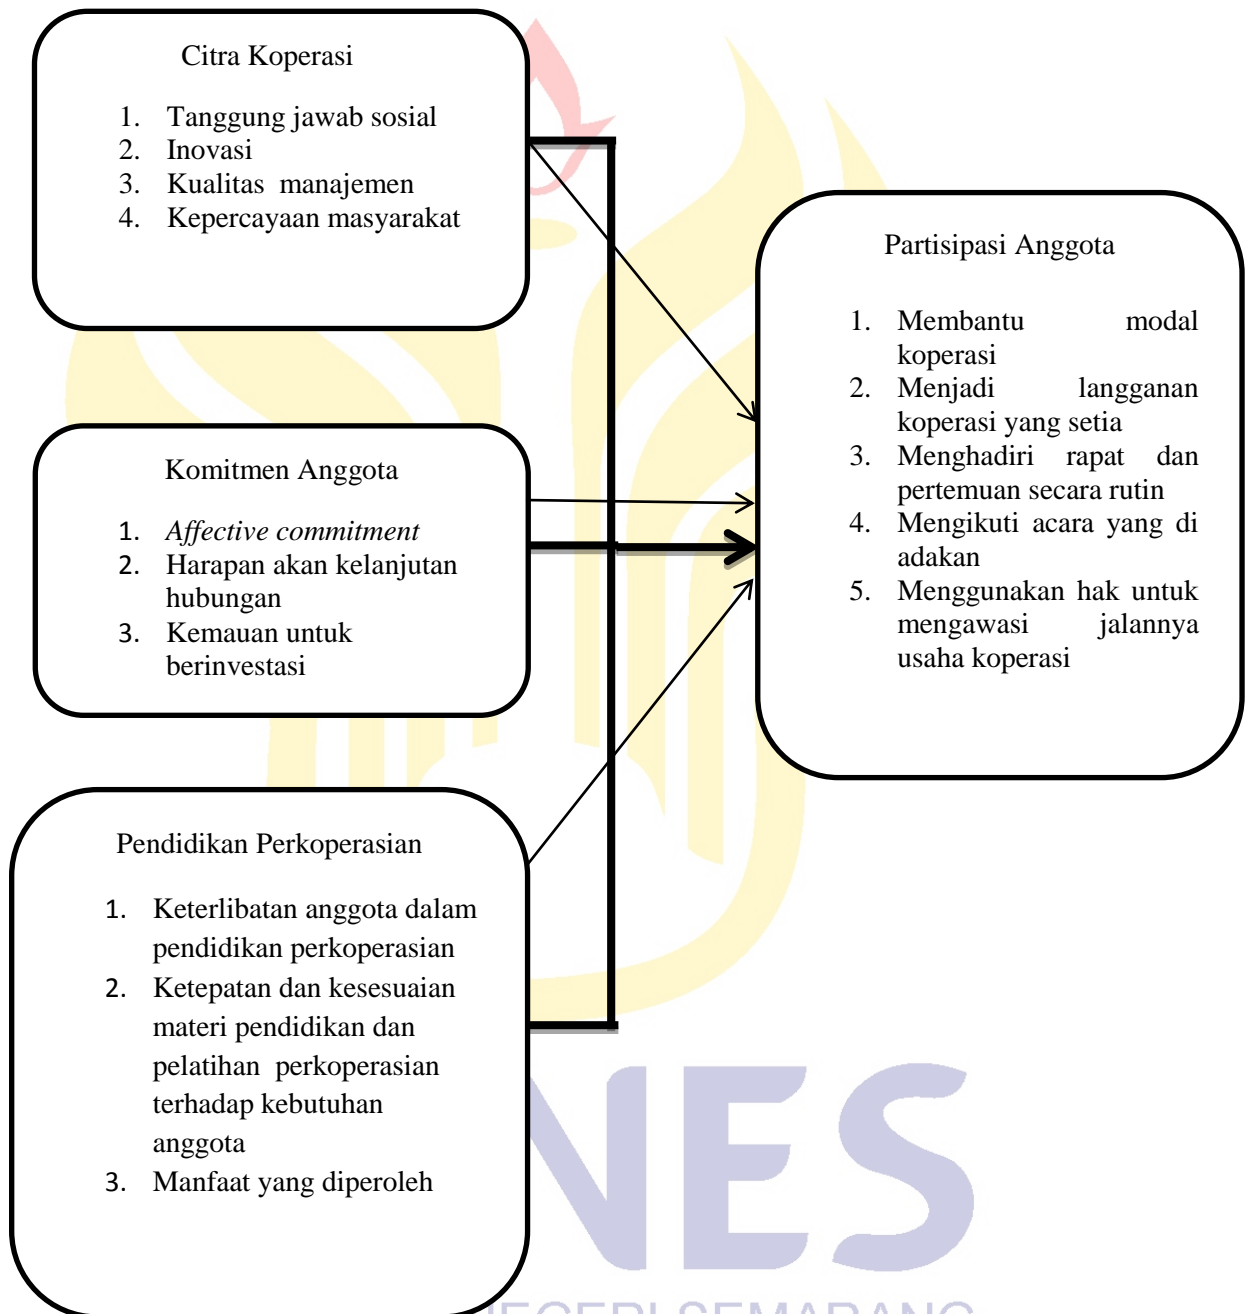 Citra Koperasi
1. Tanggung jawab sosial
2. Inovasi
3. Kualitas manajemen
4. Kepercayaan masyarakat
Komitmen Anggota
1. Affective commitment
2. Harapan akan kelanjutan
hubungan
3. Kemauan untuk
berinvestasi
Pendidikan Perkoperasian
1. Keterlibatan anggota dalam
pendidikan perkoperasian
2. Ketepatan dan kesesuaian
materi pendidikan dan
pelatihan perkoperasian
terhadap kebutuhan
anggota
3. Manfaat yang diperoleh
Partisipasi Anggota
1. Membantu modal
koperasi
2. Menjadi langganan
koperasi yang setia
3. Menghadiri rapat dan
pertemuan secara rutin
4. Mengikuti acara yang di
adakan
5. Menggunakan hak untuk
mengawasi jalannya
usaha koperasi
NES
NEGERI SEMARANG